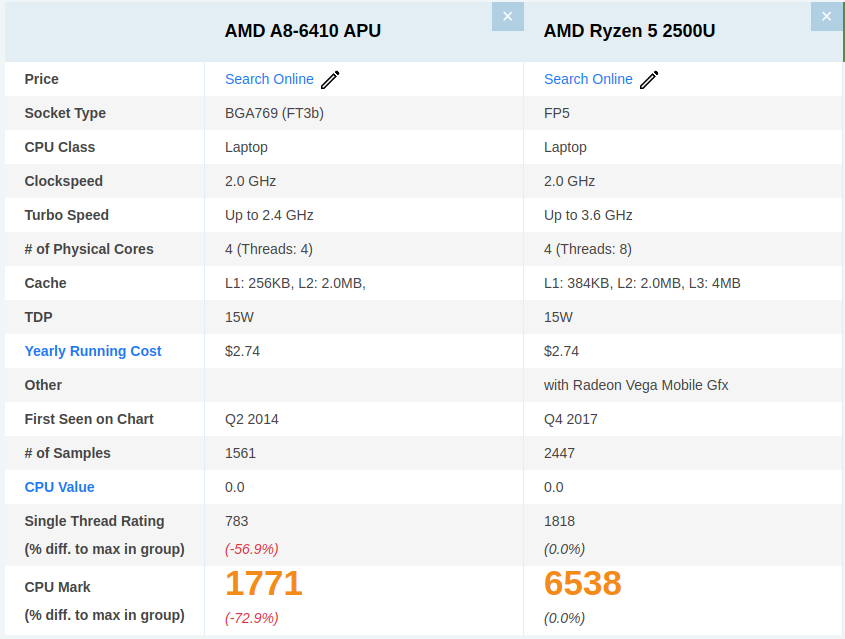 AMD A8-6410 APU AMD Ryzen 5 2500U
Price Search Online Search Online
Socket Type BGA769 (FT3b) FP5
CPU Class Laptop Laptop
Clockspeed 2.0 GHz 2.0 GHz
Turbo Speed Up to 2.4 GHz Up to 3.6 GHz
# of Physical Cores 4 (Threads: 4) 4 (Threads: 8)
Cache L1: 256KB, L2: 2.0MB, L1: 384KB, L2: 2.0MB, L3: 4MB
TDP 15W 15W
Yearly Running Cost $2.74 $2.74
Other with Radeon Vega Mobile Gfx
First Seen on Chart Q2 2014 Q4 2017
# of Samples 1561 2447
CPU Value 0.0 0.0
Single Thread Rating 783 1818
(% diff. to max in group) (-56.9%) (0.0%)
CPU Mark 1771 6538
(% diff. to max in group) (-72.9%) (0.0%)